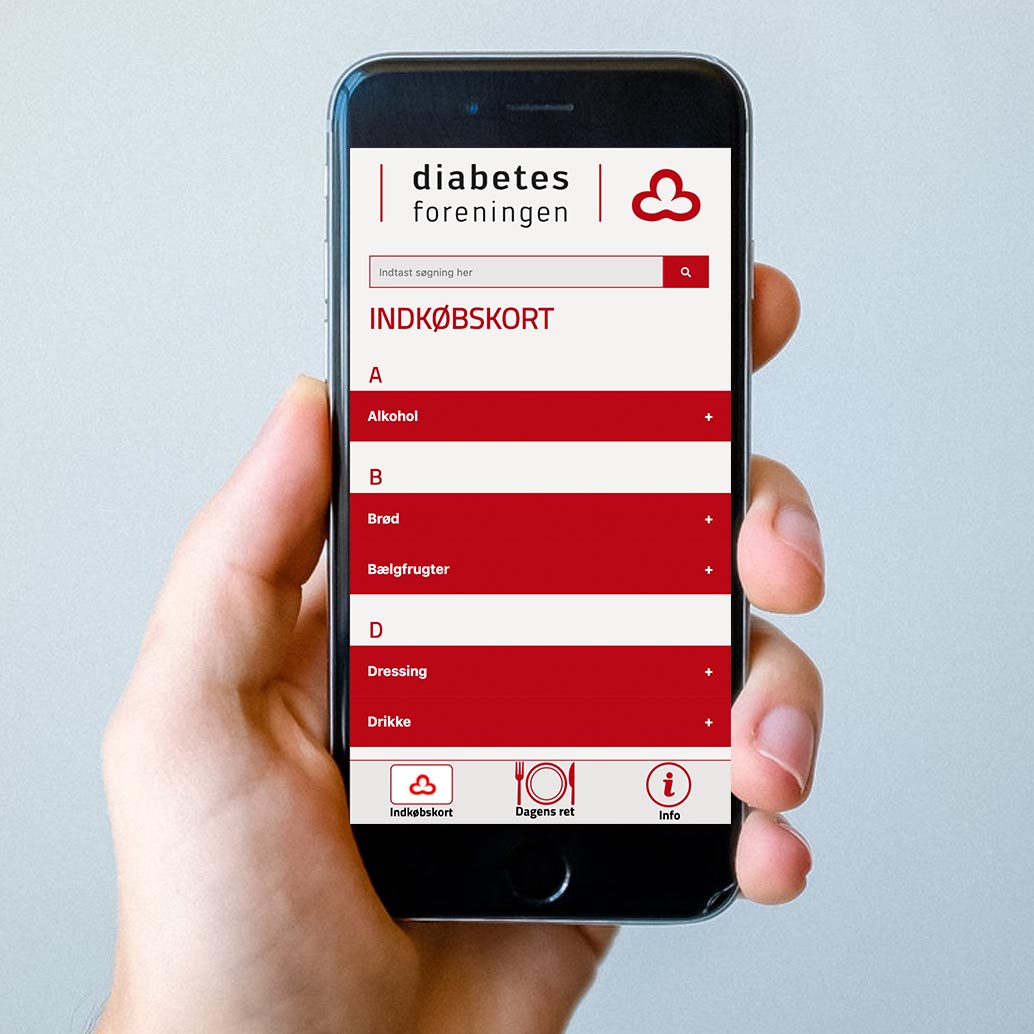 diabetes
foreningen
Indtast søgning her
INDKØBSKORT
A
Alkohol +
B
Brød +
Bælgfrugter +
D
Dressing +
Drikke +
Indkøbskort
Dagens ret
i
Info